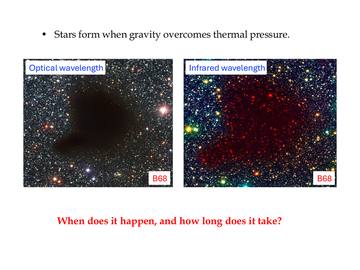 • Stars form when gravity overcomes thermal pressure.
Optical wavelength
Infrared wavelength
B68
B68
When does it happen, and how long does it take?